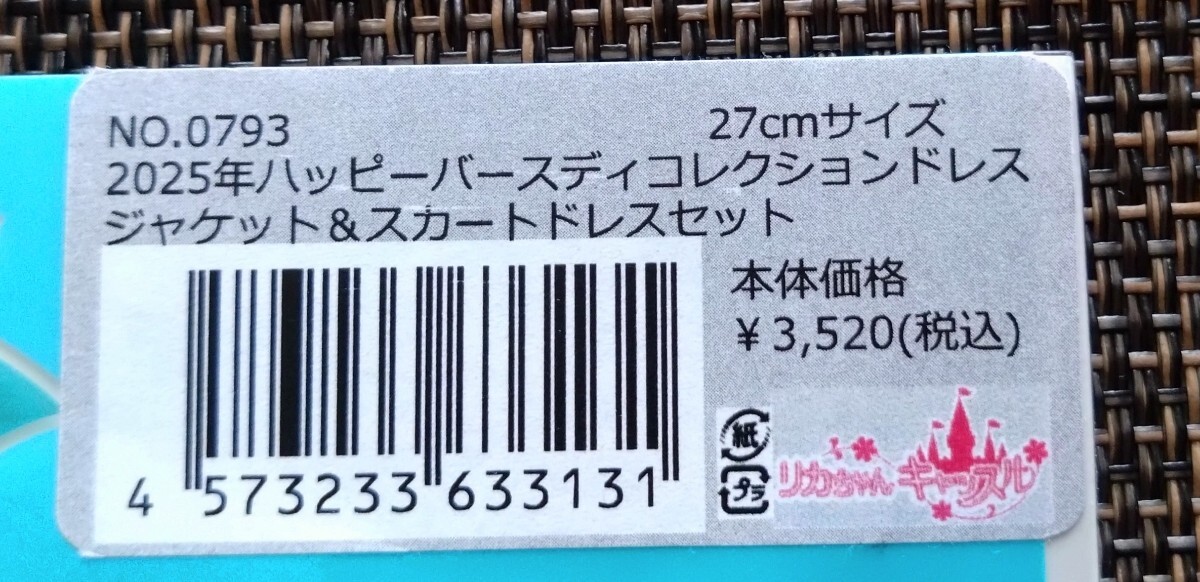 NO.0793
27cmサイズ
2025年ハッピーバースディコレクションドレス
ジャケット＆スカートドレスセット
本体価格
¥3,520(税込)
4 573233 633131
紙
プラ
リカちゃんキャッスル